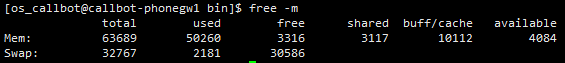 [os_callbot@callbot-phonegw1 bin]$ free -m
total used free shared buff/cache available
Mem: 63689 50260 3316 3117 10112 4084
Swap: 32767 2181 30586